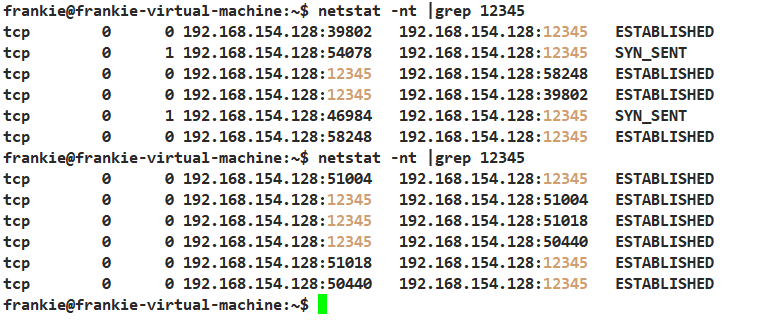 frankie@frankie-virtual-machine:~$ netstat -nt |grep 12345
tcp        0      0 192.168.154.128:39802   192.168.154.128:12345   ESTABLISHED
tcp        0      1 192.168.154.128:54078   192.168.154.128:12345   SYN_SENT
tcp        0      0 192.168.154.128:12345   192.168.154.128:58248   ESTABLISHED
tcp        0      0 192.168.154.128:12345   192.168.154.128:39802   ESTABLISHED
tcp        0      1 192.168.154.128:46984   192.168.154.128:12345   SYN_SENT
tcp        0      0 192.168.154.128:58248   192.168.154.128:12345   ESTABLISHED
frankie@frankie-virtual-machine:~$ netstat -nt |grep 12345
tcp        0      0 192.168.154.128:51004   192.168.154.128:12345   ESTABLISHED
tcp        0      0 192.168.154.128:12345   192.168.154.128:51004   ESTABLISHED
tcp        0      0 192.168.154.128:12345   192.168.154.128:51018   ESTABLISHED
tcp        0      0 192.168.154.128:12345   192.168.154.128:50440   ESTABLISHED
tcp        0      0 192.168.154.128:51018   192.168.154.128:12345   ESTABLISHED
tcp        0      0 192.168.154.128:50440   192.168.154.128:12345   ESTABLISHED
frankie@frankie-virtual-machine:~$